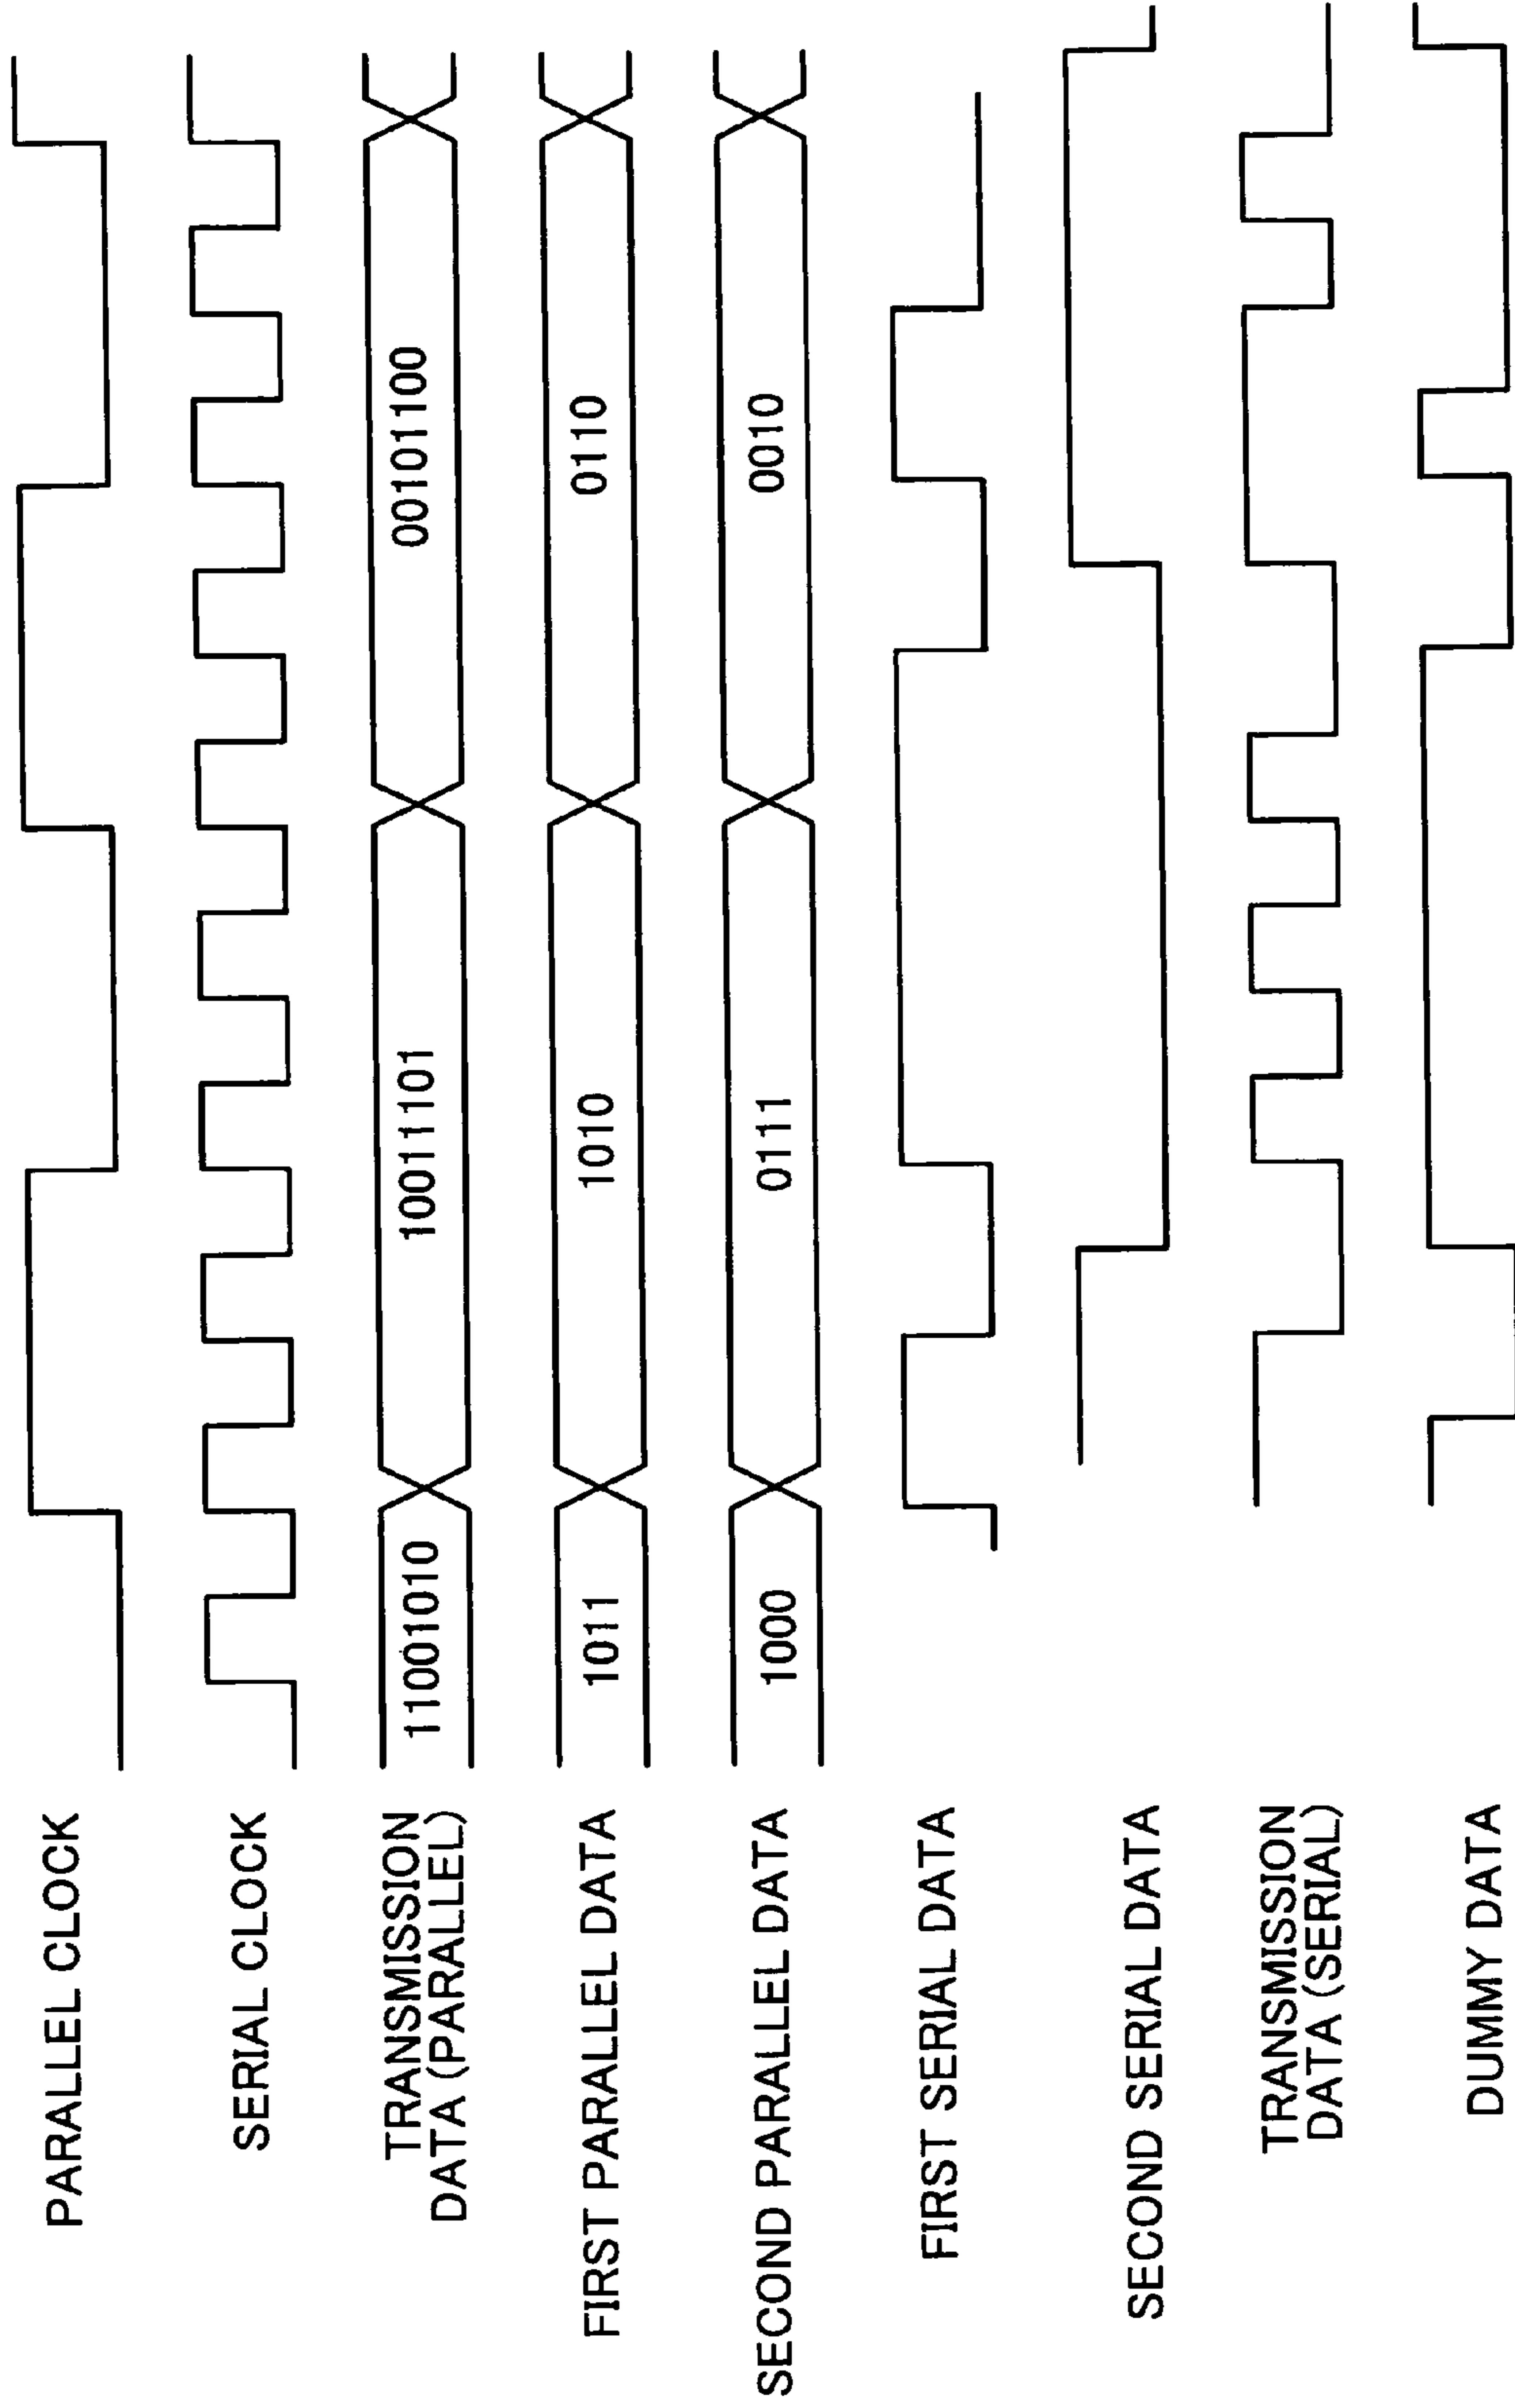 PARALLEL CLOCK
SERIAL CLOCK
TRANSMISSION
DATA (PARALLEL)
11001010
10011101
00101100
FIRST PARALLEL DATA
1011
1010
0110
SECOND PARALLEL DATA
1000
0111
0010
FIRST SERIAL DATA
SECOND SERIAL DATA
TRANSMISSION
DATA (SERIAL)
DUMMY DATA